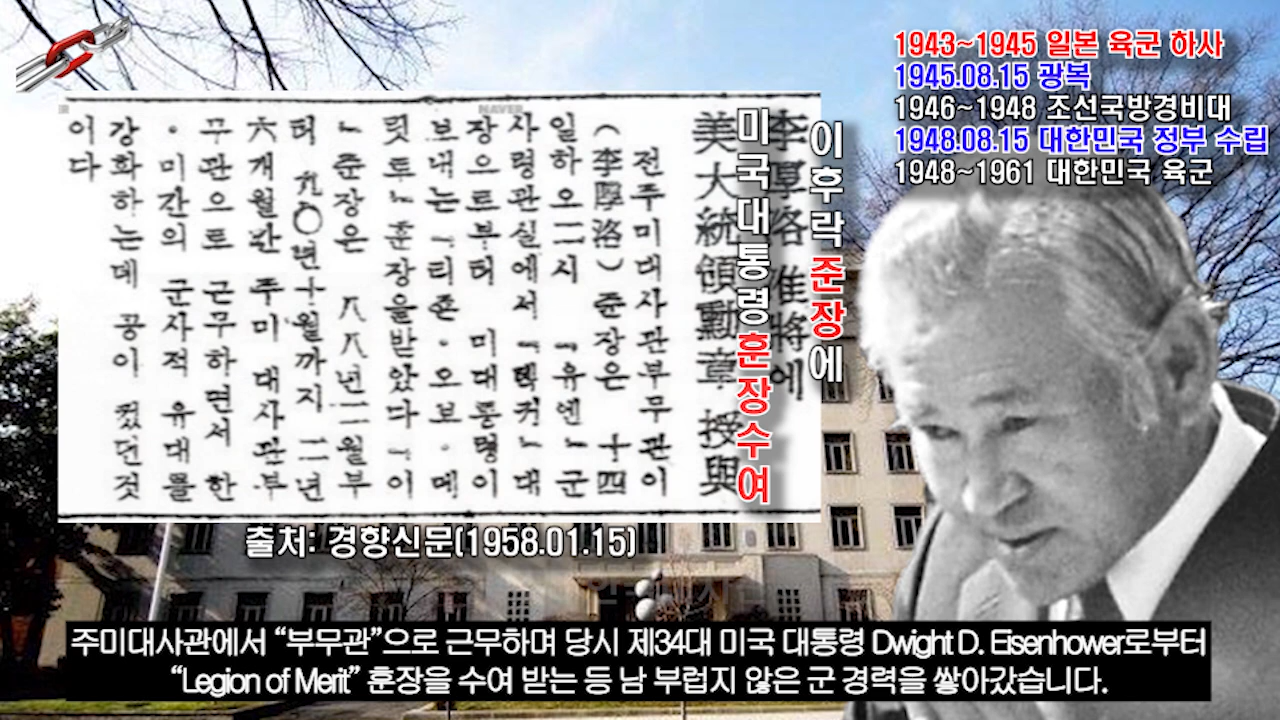 1943~1945 일본 육군 하사
1945.08.15 광복
1946~1948 조선국방경비대
1948.08.15 대한민국 정부 수립
1948~1961 대한민국 육군
이후락 준장에
미국대통령훈장수여
NAVER
李厚洛 准將에
美大統領勳章 授與
전주미대사관부무관이
(李厚洛) 준장은 十四
일하오二시 「유엔」군
사령관실에서 「텍커」대
장으로부터 미대통령이
보내는 「리죤·오브·메
릿토」훈장을받았다 「이
」준장은 八八년二월부
터 九〇년十월까지 二년
六개월간 주미대사관부
꾸관으로 근무하면서 한
·미간의 군사적 유대를
강화하는데 공이 컸던것
이다
출처: 경향신문(1958.01.15)
주미대사관에서 “부무관”으로 근무하며 당시 제34대 미국 대통령 Dwight D. Eisenhower로부터
“Legion of Merit” 훈장을 수여 받는 등 남 부럽지 않은 군 경력을 쌓아갔습니다.